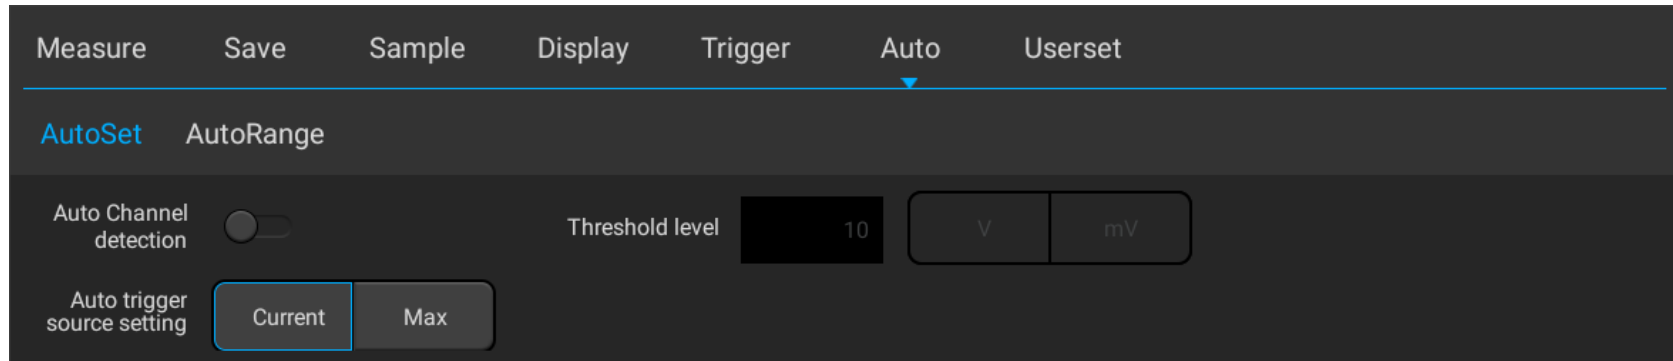 Measure Save Sample Display Trigger Auto Userset
AutoSet AutoRange
Auto Channel
detection
Threshold level 10 V mV
Auto trigger
source setting
Current Max